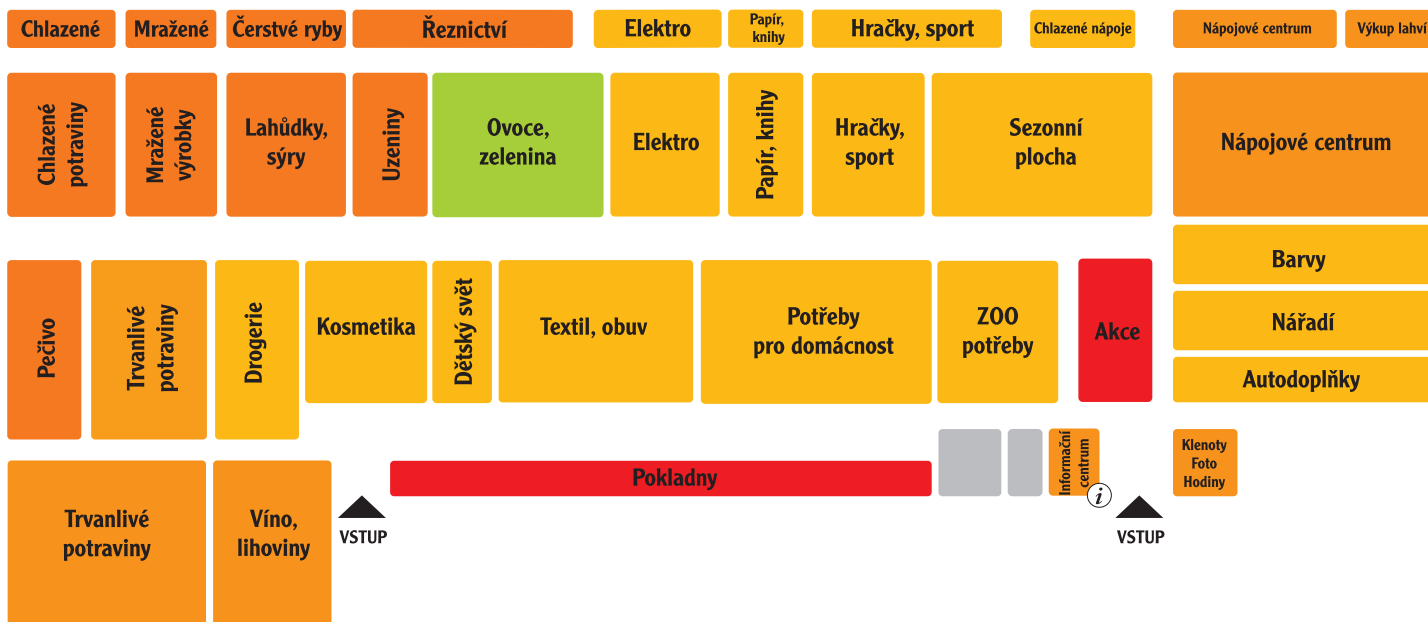 Chlazené
Mražené
Čerstvé ryby
Řeznictví
Elektro
Papír,
knihy
Hračky, sport
Chlazené nápoje
Nápojové centrum
Výkup lahví
Chlazené
potraviny
Mražené
výrobky
Lahůdky,
sýry
Uzeniny
Ovoce,
zelenina
Elektro
Papír, knihy
Hračky,
sport
Sezonní
plocha
Nápojové centrum
Barvy
Nářadí
Autodoplňky
Pečivo
Trvanlivé
potraviny
Drogerie
Kosmetika
Dětský svět
Textil, obuv
Potřeby
pro domácnost
ZOO
potřeby
Akce
Pokladny
Informační
centrum
i
Klenoty
Foto
Hodiny
Trvanlivé
potraviny
Víno,
lihoviny
VSTUP
VSTUP